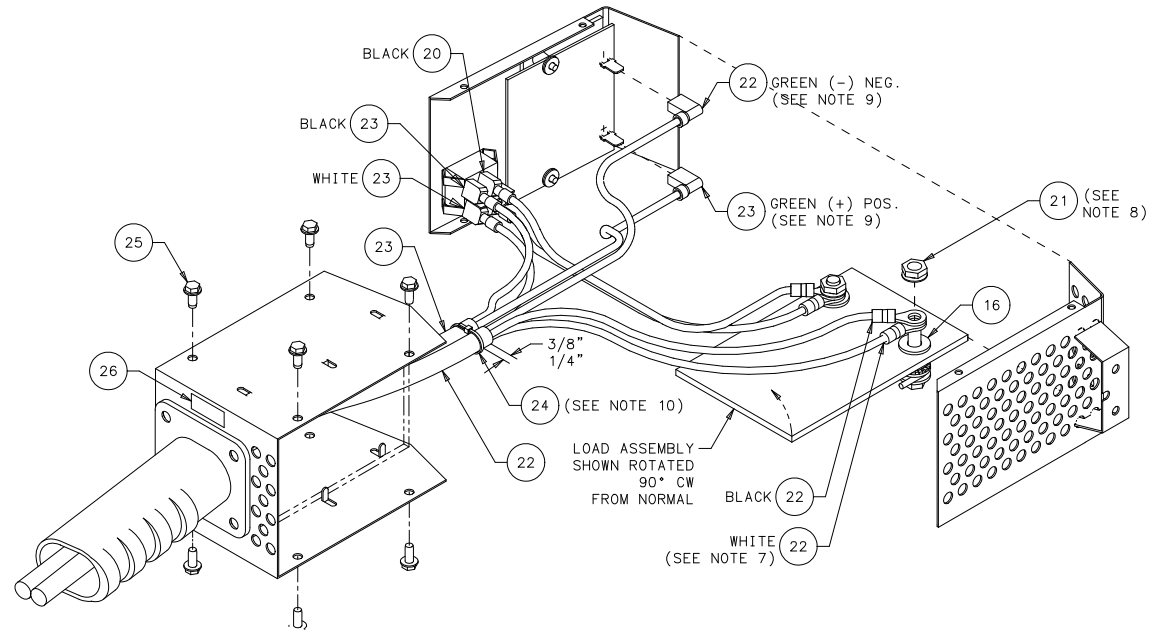 BLACK 20
22 GREEN (-) NEG.
(SEE NOTE 9)
BLACK 23
WHITE 23
23 GREEN (+) POS.
(SEE NOTE 9)
21 (SEE
NOTE 8)
25
23
16
3/8"
1/4"
26
24 (SEE NOTE 10)
22
LOAD ASSEMBLY
SHOWN ROTATED
90° CW
FROM NORMAL
BLACK 22
WHITE 22
(SEE NOTE 7)